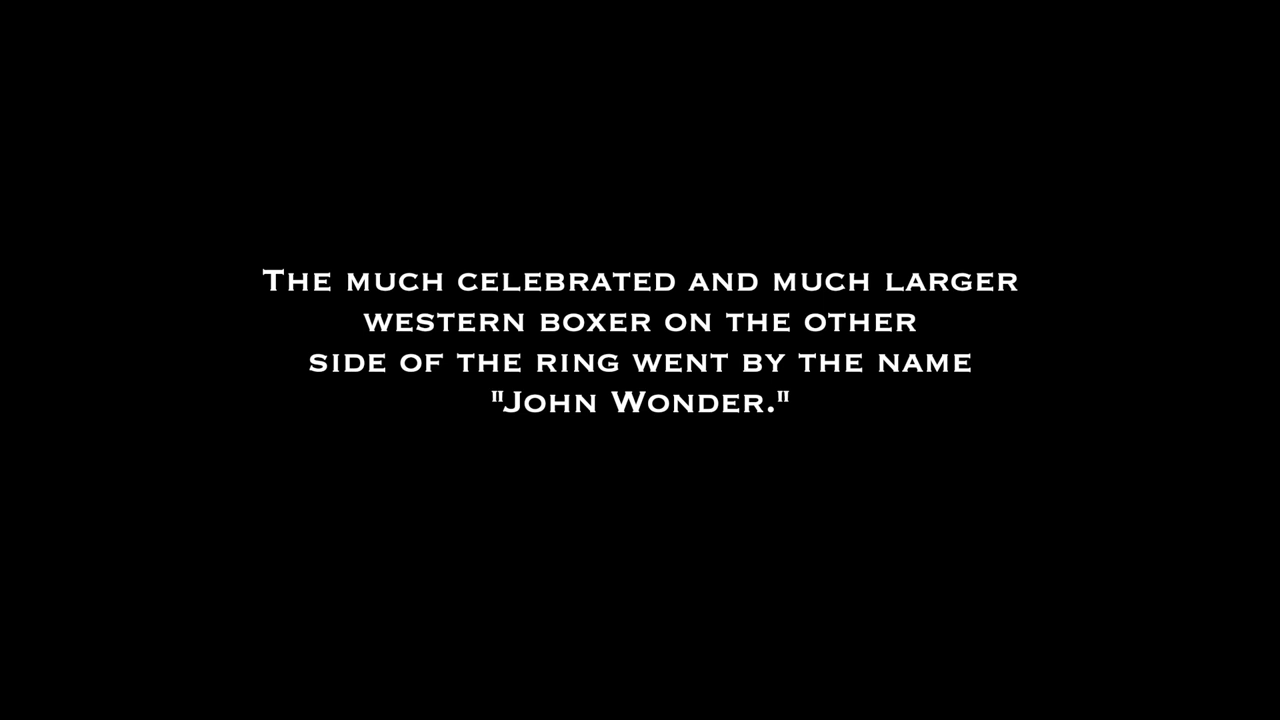 The much celebrated and much larger
western boxer on the other
side of the ring went by the name
"John Wonder."